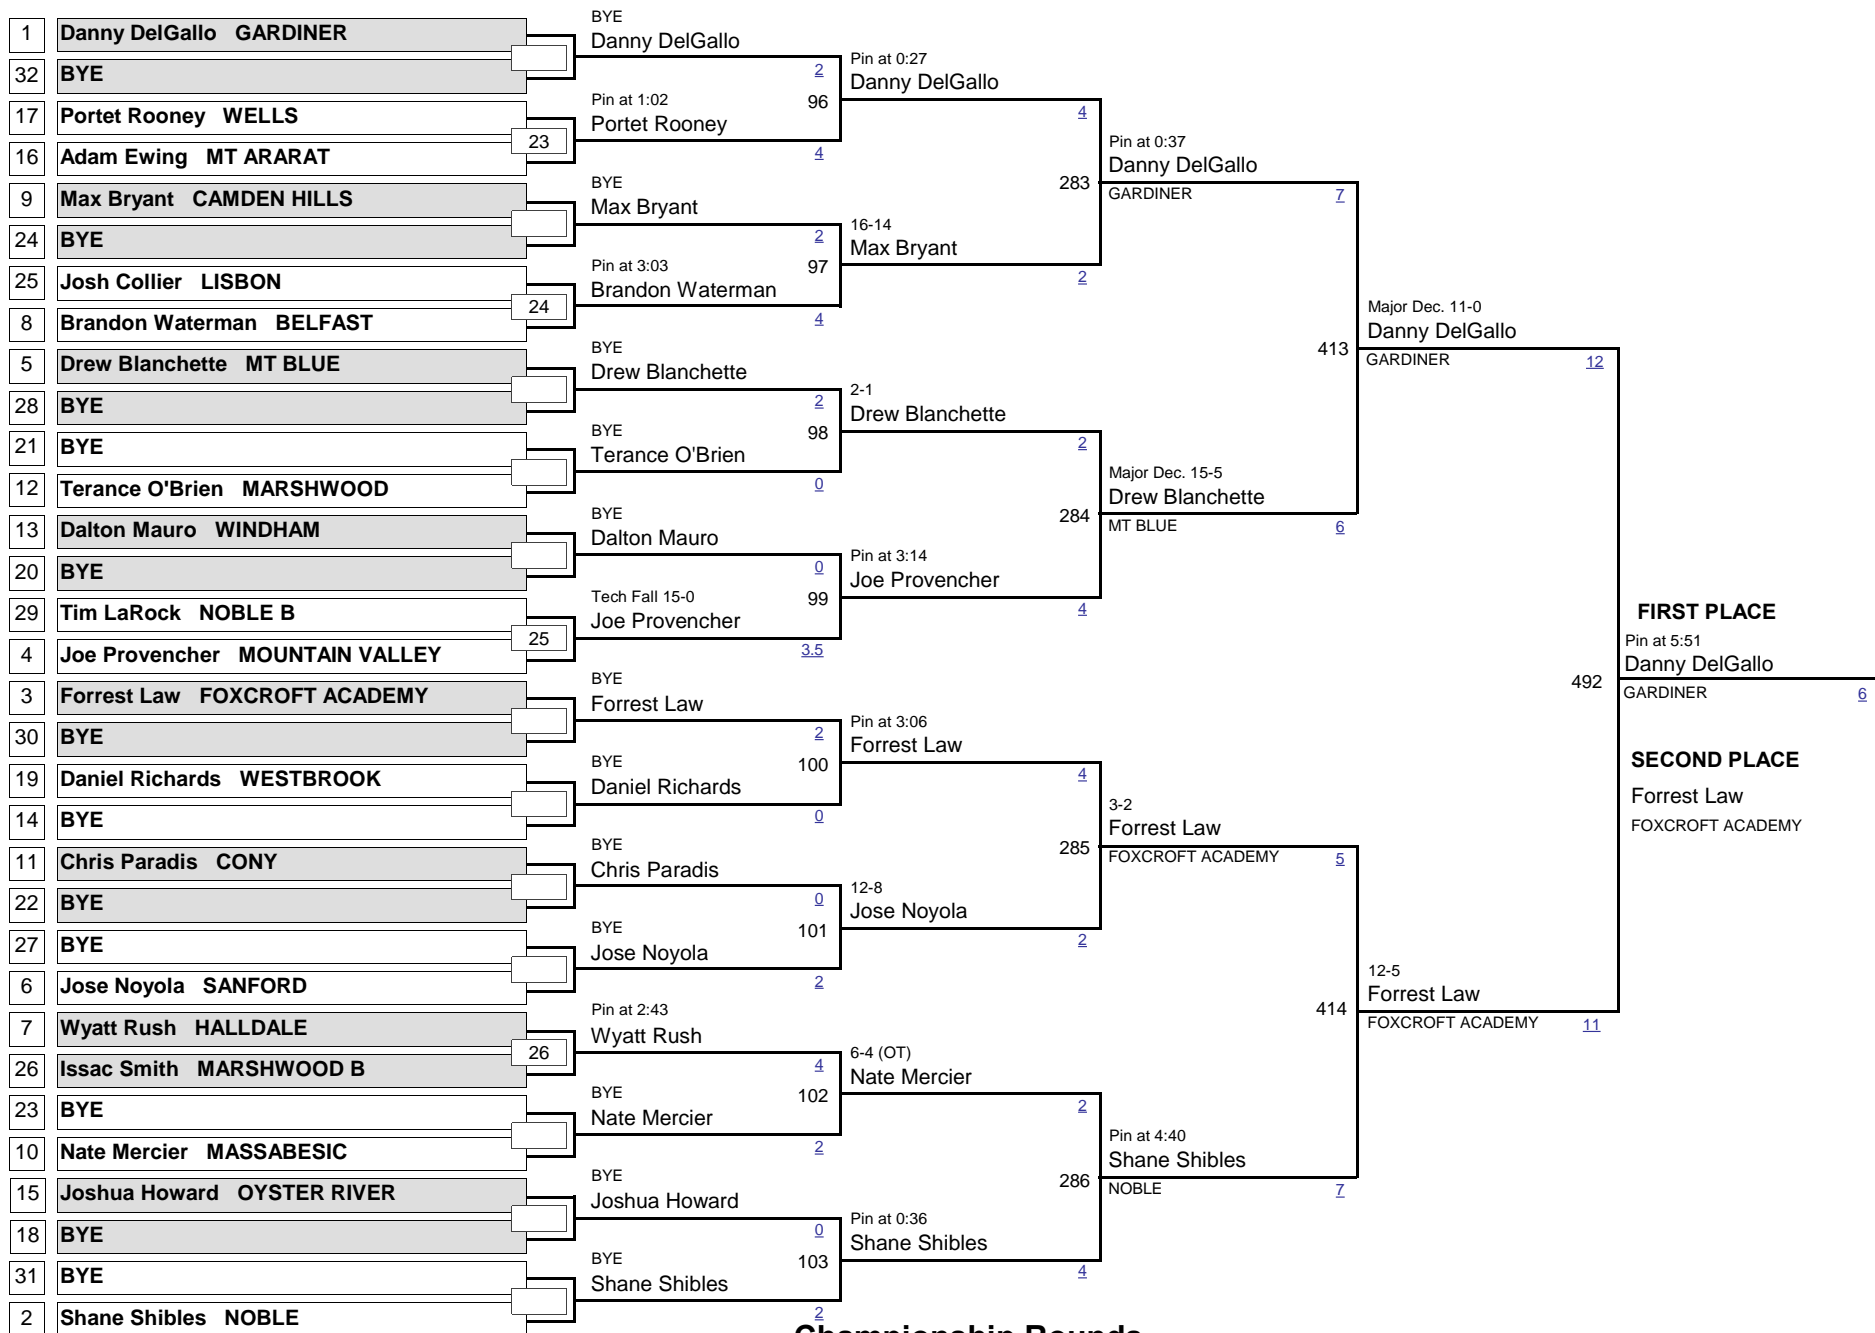 1 Danny DelGallo GARDINER
32 BYE
17 Portet Rooney WELLS
23
16 Adam Ewing MT ARARAT
9 Max Bryant CAMDEN HILLS
24 BYE
25 Josh Collier LISBON
24
8 Brandon Waterman BELFAST
5 Drew Blanchette MT BLUE
28 BYE
21 BYE
12 Terance O'Brien MARSHWOOD
13 Dalton Mauro WINDHAM
20 BYE
29 Tim LaRock NOBLE B
25
4 Joe Provencher MOUNTAIN VALLEY
3 Forrest Law FOXCROFT ACADEMY
30 BYE
19 Daniel Richards WESTBROOK
14 BYE
11 Chris Paradis CONY
22 BYE
27 BYE
6 Jose Noyola SANFORD
7 Wyatt Rush HALLDALE
26
26 Issac Smith MARSHWOOD B
23 BYE
10 Nate Mercier MASSABESIC
15 Joshua Howard OYSTER RIVER
18 BYE
31 BYE
2 Shane Shibles NOBLE
BYE
Danny DelGallo
2
96
Pin at 1:02
Portet Rooney
4
BYE
Max Bryant
2
97
Pin at 3:03
Brandon Waterman
4
BYE
Drew Blanchette
2
98
BYE
Terance O'Brien
0
BYE
Dalton Mauro
0
99
Tech Fall 15-0
Joe Provencher
3.5
BYE
Forrest Law
2
100
BYE
Daniel Richards
0
BYE
Chris Paradis
0
101
BYE
Jose Noyola
2
Pin at 2:43
Wyatt Rush
4
102
BYE
Nate Mercier
2
BYE
Joshua Howard
0
103
BYE
Shane Shibles
2
Pin at 0:27
Danny DelGallo
4
283
16-14
Max Bryant
2
2-1
Drew Blanchette
2
284
Pin at 3:14
Joe Provencher
4
Pin at 3:06
Forrest Law
4
285
12-8
Jose Noyola
2
6-4 (OT)
Nate Mercier
2
286
Pin at 0:36
Shane Shibles
4
Pin at 0:37
Danny DelGallo
GARDINER 7
413
Major Dec. 15-5
Drew Blanchette
MT BLUE 6
3-2
Forrest Law
FOXCROFT ACADEMY 5
414
Pin at 4:40
Shane Shibles
NOBLE 7
Major Dec. 11-0
Danny DelGallo
GARDINER 12
492
12-5
Forrest Law
FOXCROFT ACADEMY 11
FIRST PLACE
Pin at 5:51
Danny DelGallo
GARDINER 6
SECOND PLACE
Forrest Law
FOXCROFT ACADEMY
Championship Rounds